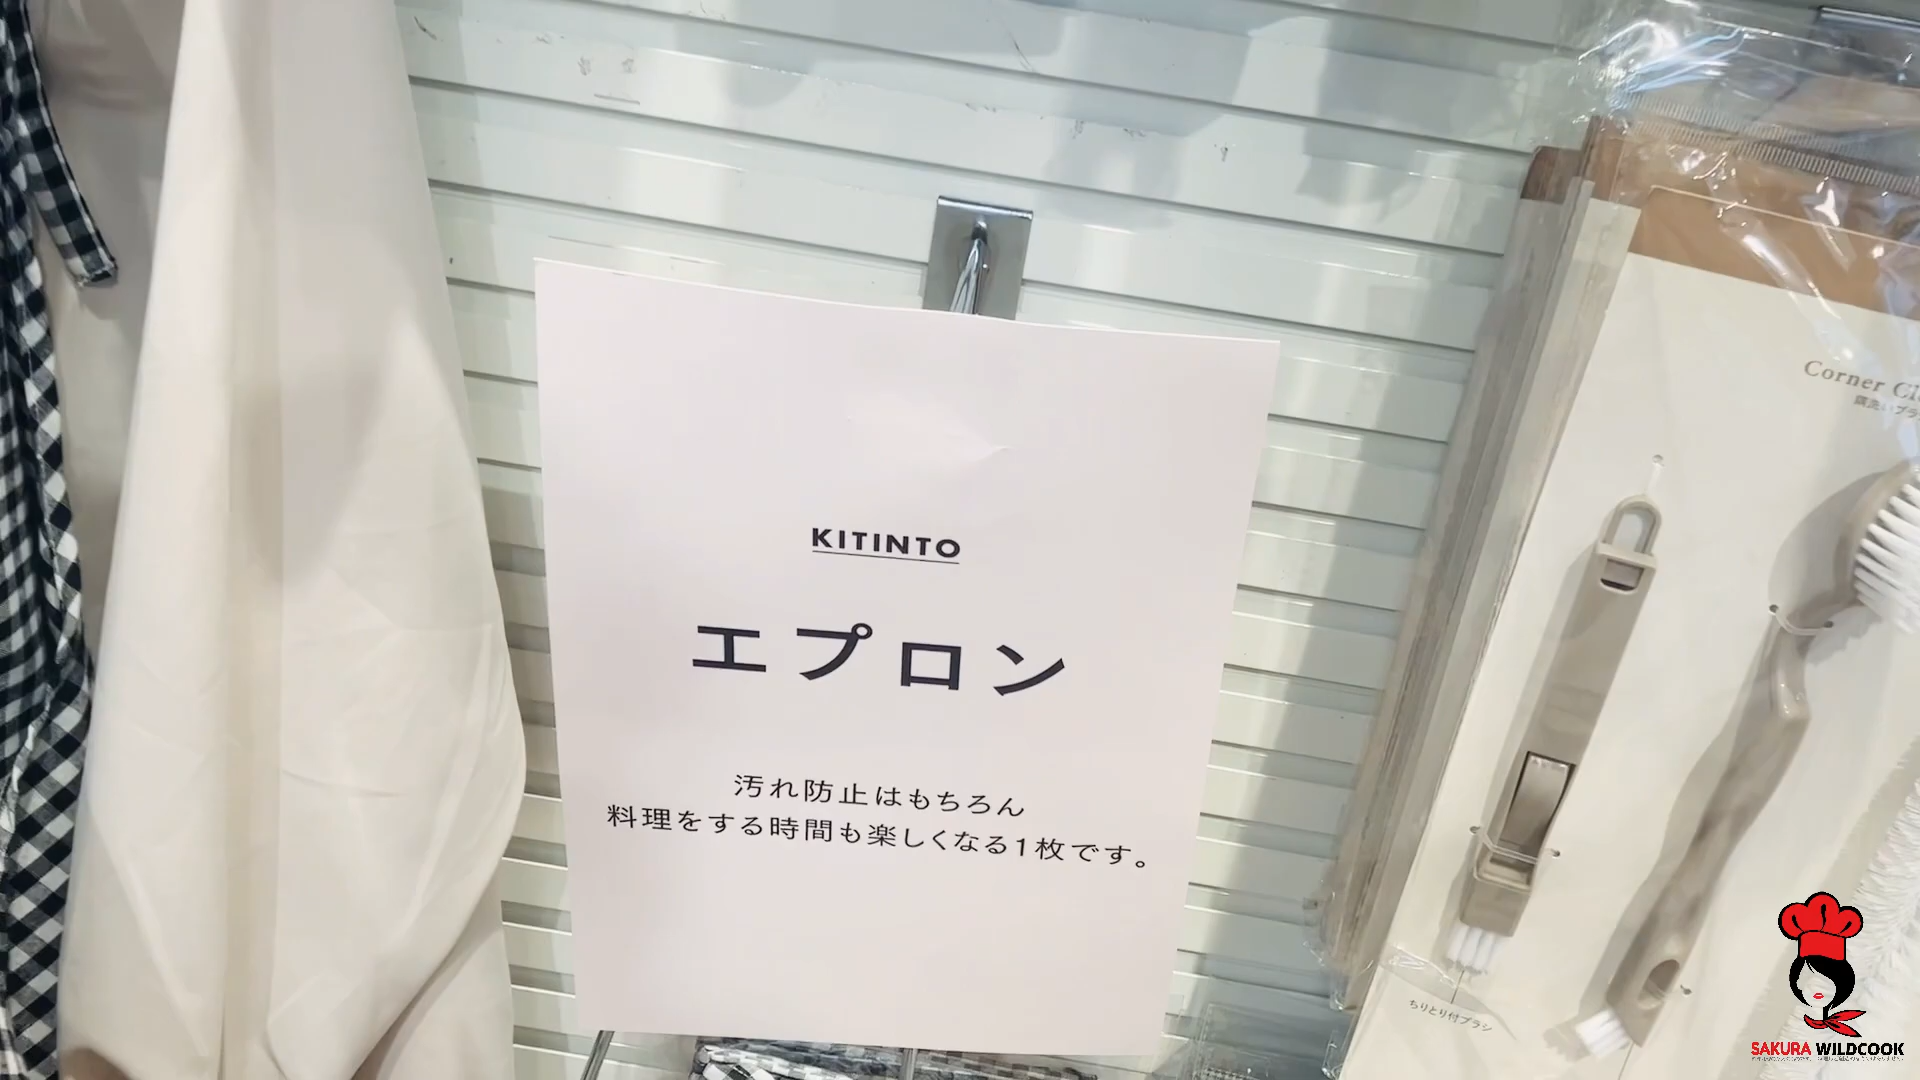 KITINTO
エプロン
汚れ防止はもちろん
料理をする時間も楽しくなる1枚です。
Corner
ちりとり付ブラシ
SAKURA WILDCOOK